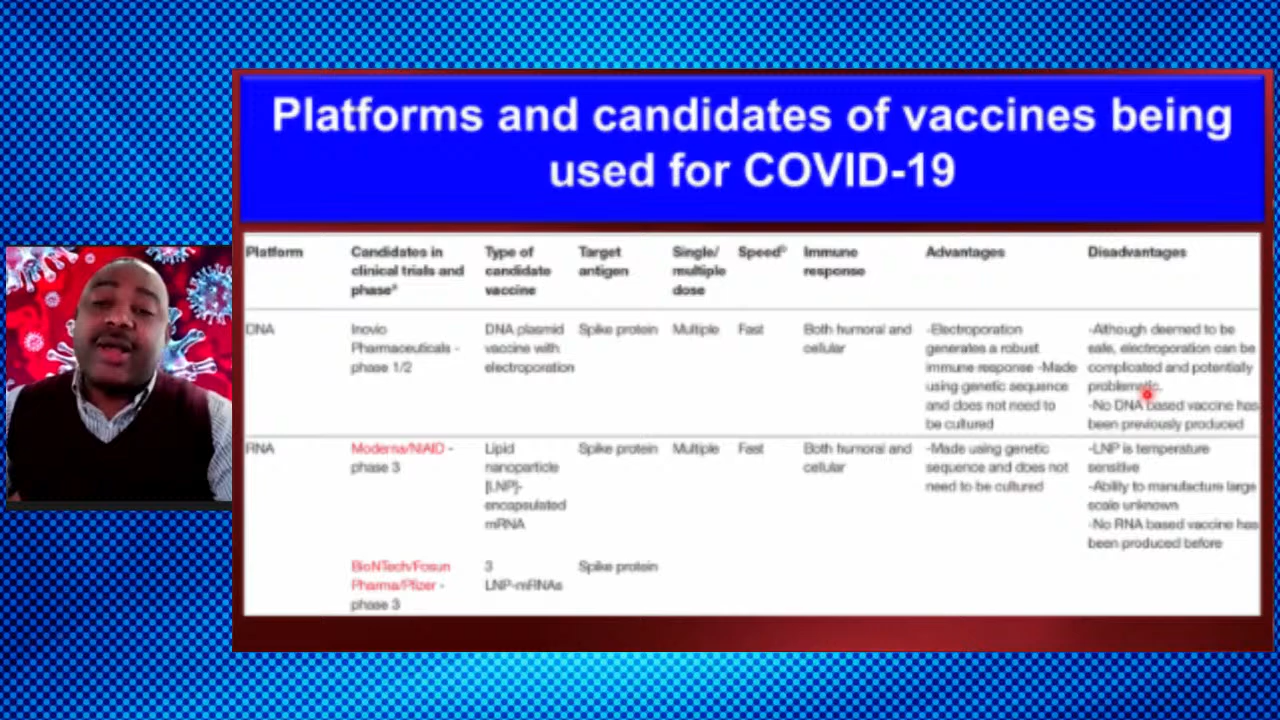 Platforms and candidates of vaccines being
used for COVID-19
Platform
Candidates in
clinical trials and
phaseᵃ
Type of
candidate
vaccine
Target
antigen
Single/
multiple
dose
Speedᵇ
Immune
response
Advantages
Disadvantages
DNA
Inovio
Pharmaceuticals -
phase 1/2
DNA plasmid
vaccine with
electroporation
Spike protein
Multiple
Fast
Both humoral and
cellular
-Electroporation
generates a robust
immune response -Made
using genetic sequence
and does not need to
be cultured
-Although deemed to be
safe, electroporation can be
complicated and potentially
problematic.
-No DNA based vaccine has
been previously produced
RNA
Moderna/NIAID -
phase 3
Lipid
nanoparticle
[LNP]-
encapsulated
mRNA
Spike protein
Multiple
Fast
Both humoral and
cellular
-Made using genetic
sequence and does not
need to be cultured
-LNP is temperature
sensitive
-Ability to manufacture large
scale unknown
-No RNA based vaccine has
been produced before
BioNTech/Fosun
Pharma/Pfizer -
phase 3
3
LNP-mRNAs
Spike protein